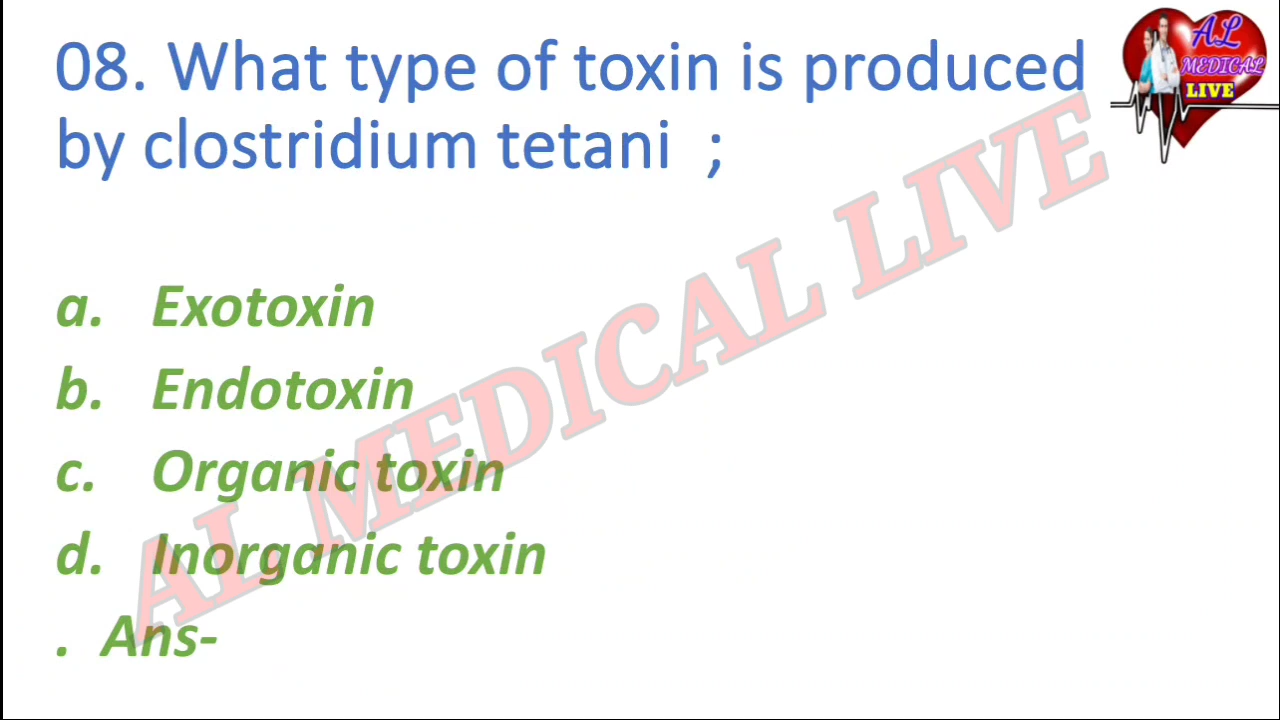 08. What type of toxin is produced
by clostridium tetani ;
a. Exotoxin
b. Endotoxin
c. Organic toxin
d. Inorganic toxin
. Ans-
AL MEDICAL LIVE
AL
MEDICAL
LIVE